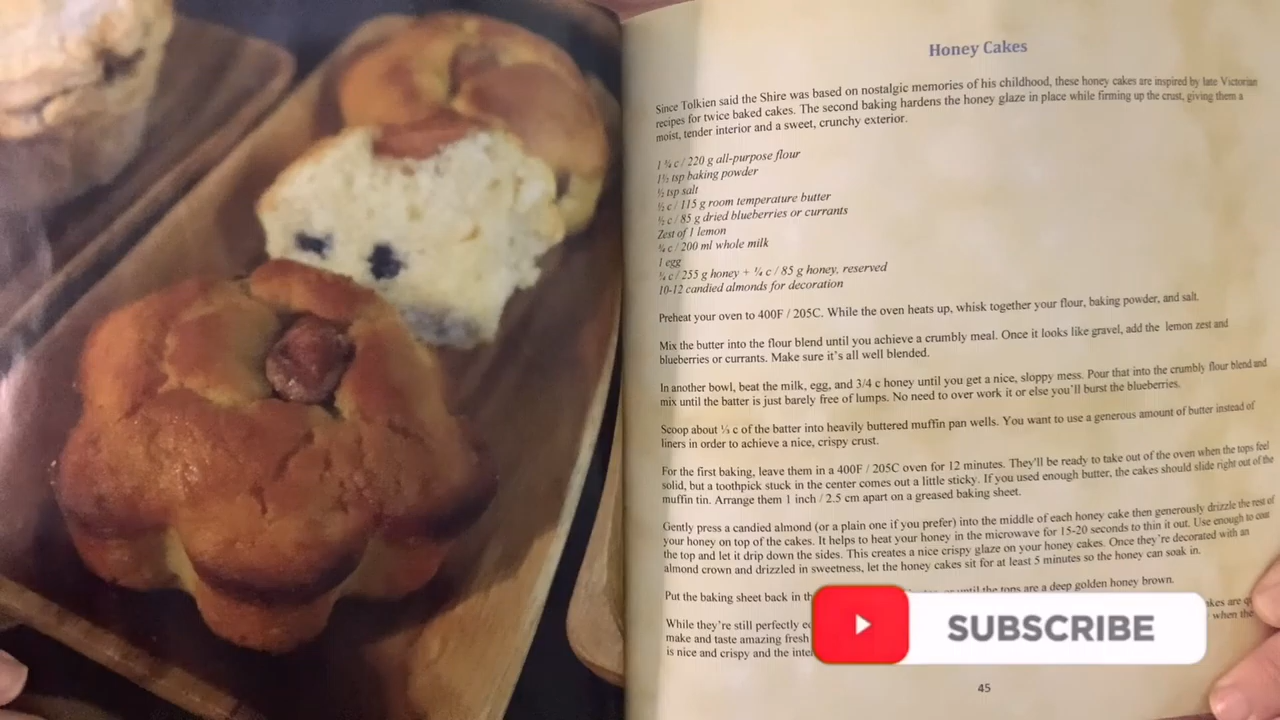 Honey Cakes
Since Tolkien said the Shire was based on nostalgic memories of his childhood, these honey cakes are inspired by late Victorian
recipes for twice baked cakes. The second baking hardens the honey glaze in place while firming up the crust, giving them a
moist, tender interior and a sweet, crunchy exterior.
1 ¾ c / 220 g all-purpose flour
1½ tsp baking powder
½ tsp salt
½ c / 115 g room temperature butter
½ c / 85 g dried blueberries or currants
Zest of 1 lemon
¾ c / 200 ml whole milk
1 egg
¾ c / 255 g honey + ¼ c / 85 g honey, reserved
10-12 candied almonds for decoration
Preheat your oven to 400F / 205C. While the oven heats up, whisk together your flour, baking powder, and salt.
Mix the butter into the flour blend until you achieve a crumbly meal. Once it looks like gravel, add the lemon zest and
blueberries or currants. Make sure it's all well blended.
In another bowl, beat the milk, egg, and 3/4 c honey until you get a nice, sloppy mess. Pour that into the crumbly flour blend and
mix until the batter is just barely free of lumps. No need to over work it or else you'll burst the blueberries.
Scoop about ⅓ c of the batter into heavily buttered muffin pan wells. You want to use a generous amount of butter instead of
liners in order to achieve a nice, crispy crust.
For the first baking, leave them in a 400F / 205C oven for 12 minutes. They'll be ready to take out of the oven when the tops feel
solid, but a toothpick stuck in the center comes out a little sticky. If you used enough butter, the cakes should slide right out of the
muffin tin. Arrange them 1 inch / 2.5 cm apart on a greased baking sheet.
Gently press a candied almond (or a plain one if you prefer) into the middle of each honey cake then generously drizzle the rest of
your honey on top of the cakes. It helps to heat your honey in the microwave for 15-20 seconds to thin it out. Use enough to coat
the top and let it drip down the sides. This creates a nice crispy glaze on your honey cakes. Once they're decorated with an
almond crown and drizzled in sweetness, let the honey cakes sit for at least 5 minutes so the honey can soak in.
Put the baking sheet back in until the tops are a deep golden honey brown.
While they're still perfectly akes are
make and taste amazing fresh when the
is nice and crispy and the
SUBSCRIBE
45